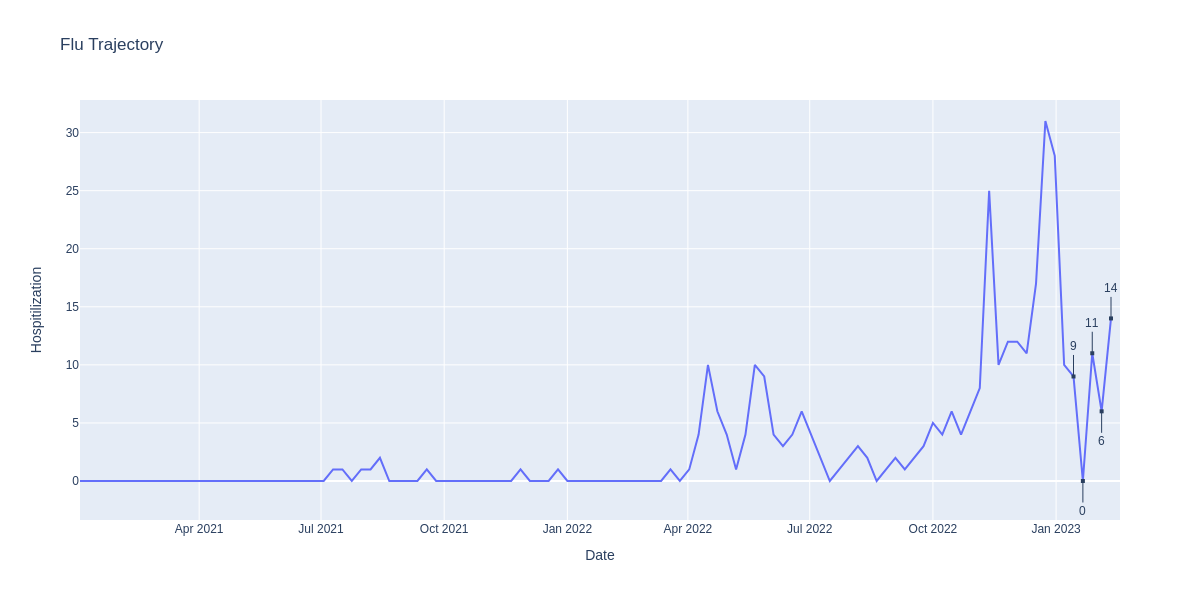 Flu Trajectory
Hospitilization
30
25
20
15
10
5
0
9
0
11
6
14
Apr 2021
Jul 2021
Oct 2021
Jan 2022
Apr 2022
Jul 2022
Oct 2022
Jan 2023
Date